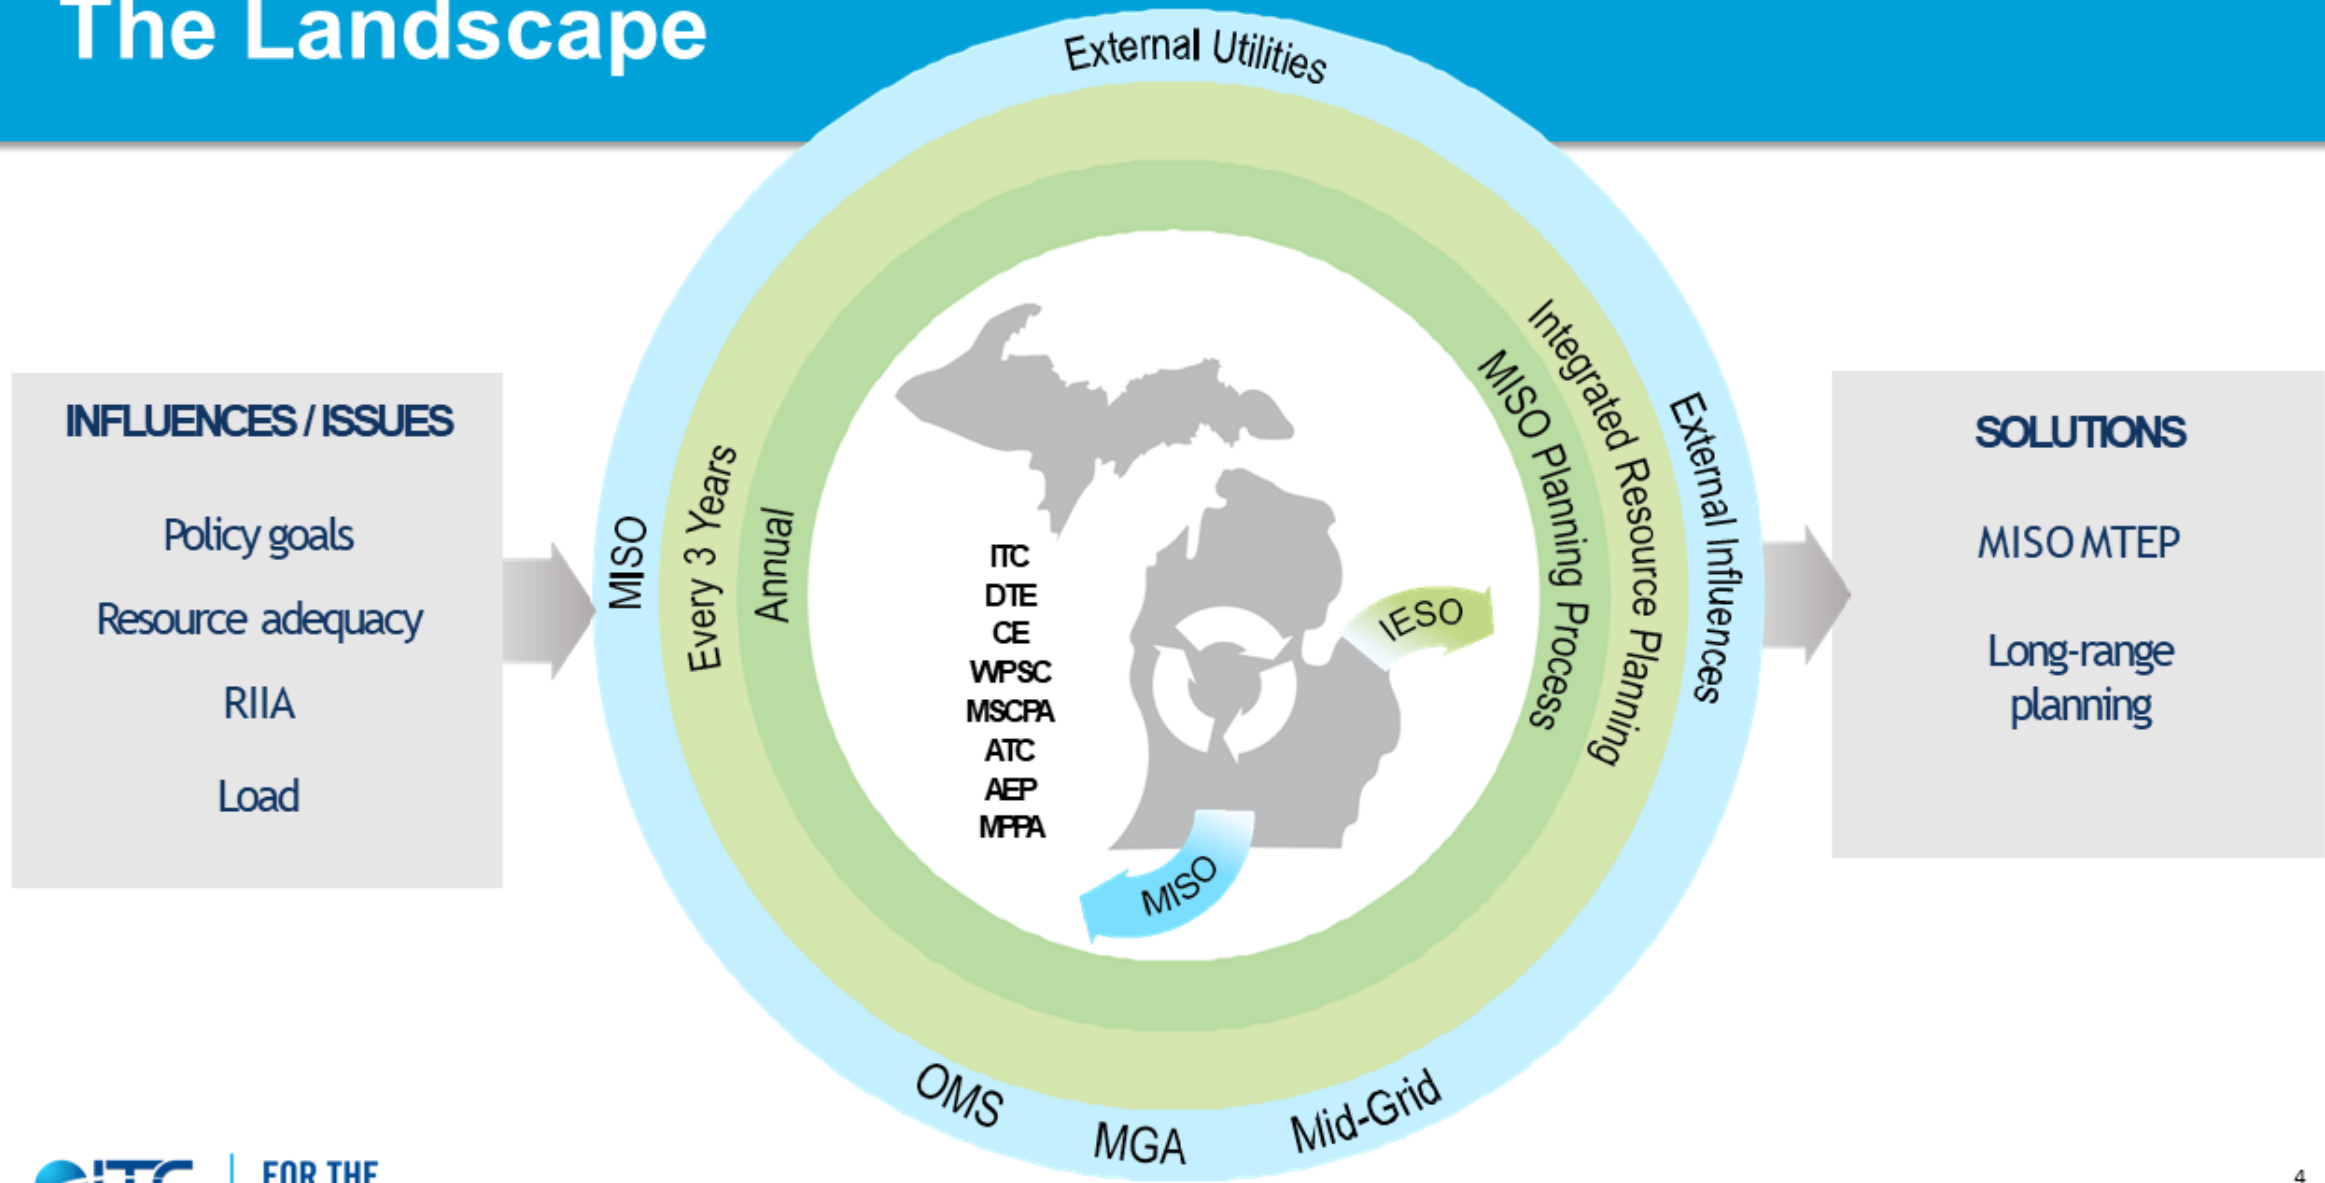 The Landscape
External Utilities
INFLUENCES / ISSUES
Policy goals
Resource adequacy
RIIA
Load
MISO
Every 3 Years
Annual
ITC
DTE
CE
WPSC
MSCPA
ATC
AEP
MPPA
IESO
MISO
MISO Planning Process
Integrated Resource Planning
External Influences
SOLUTIONS
MISO MTEP
Long-range
planning
OMS
MGA
Mid-Grid
ITC
FOR THE
4